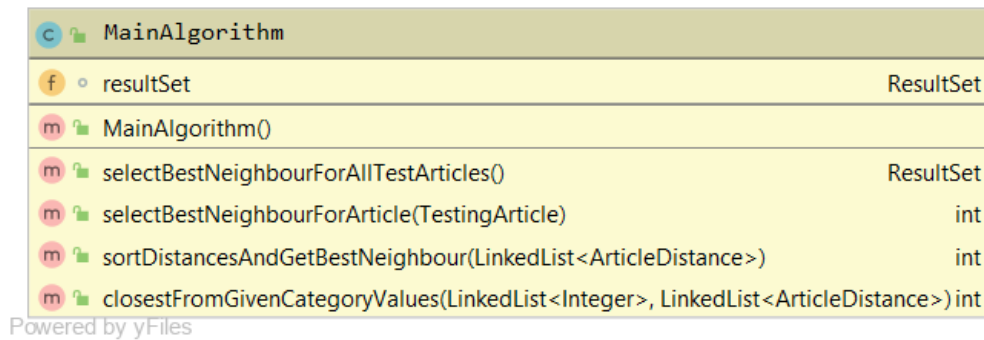 C MainAlgorithm
f resultSet ResultSet
m MainAlgorithm()
m selectBestNeighbourForAllTestArticles() ResultSet
m selectBestNeighbourForArticle(TestingArticle) int
m sortDistancesAndGetBestNeighbour(LinkedList<ArticleDistance>) int
m closestFromGivenCategoryValues(LinkedList<Integer>, LinkedList<ArticleDistance>) int
Powered by yFiles